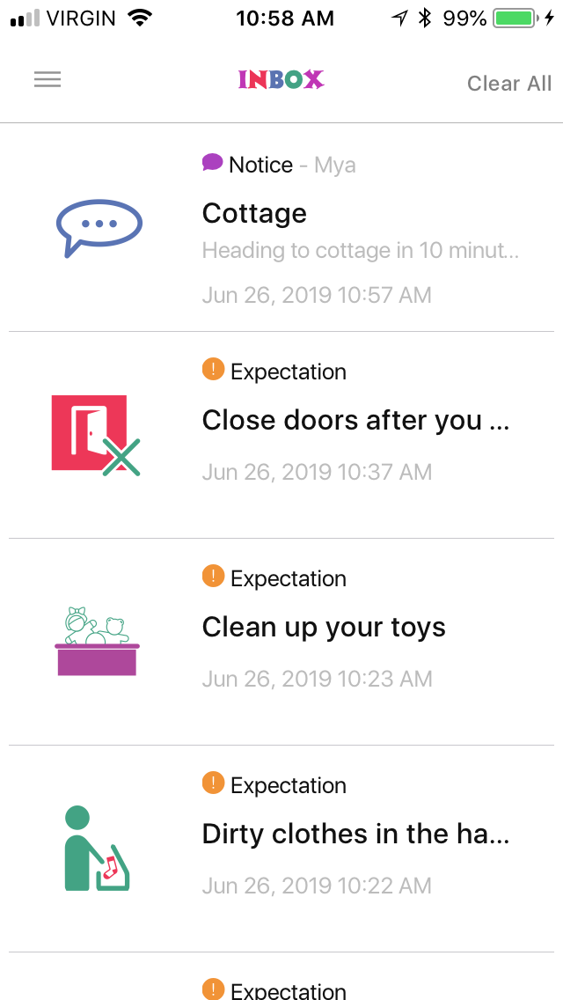 VIRGIN 10:58 AM 99%
INBOX Clear All
Notice - Mya
Cottage
Heading to cottage in 10 minut...
Jun 26, 2019 10:57 AM
! Expectation
Close doors after you ...
Jun 26, 2019 10:37 AM
! Expectation
Clean up your toys
Jun 26, 2019 10:23 AM
! Expectation
Dirty clothes in the ha...
Jun 26, 2019 10:22 AM
! Expectation